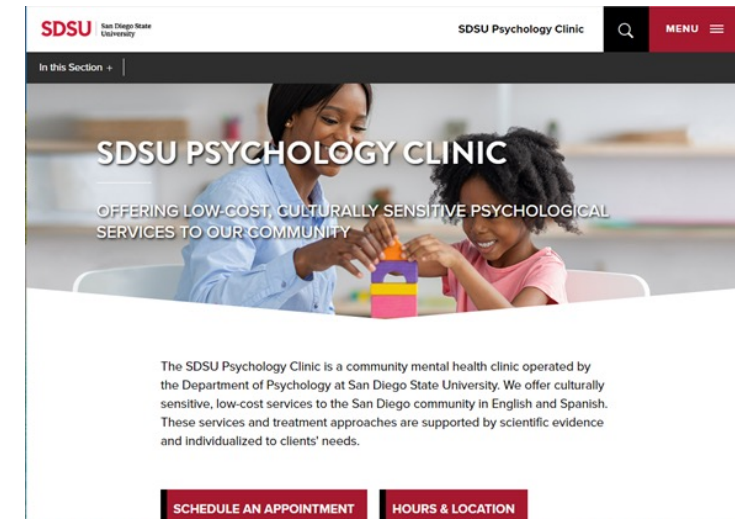 SDSU San Diego State University
SDSU Psychology Clinic
MENU
In this Section +
SDSU PSYCHOLOGY CLINIC
OFFERING LOW-COST, CULTURALLY SENSITIVE PSYCHOLOGICAL
SERVICES TO OUR COMMUNITY
The SDSU Psychology Clinic is a community mental health clinic operated by
the Department of Psychology at San Diego State University. We offer culturally
sensitive, low-cost services to the San Diego community in English and Spanish.
These services and treatment approaches are supported by scientific evidence
and individualized to clients' needs.
SCHEDULE AN APPOINTMENT
HOURS & LOCATION